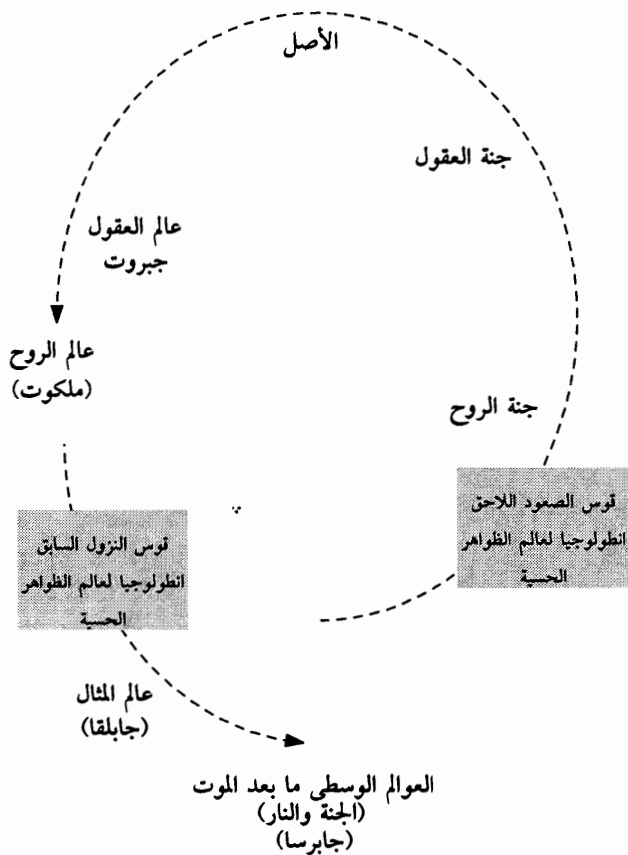 الأصل
جنة العقول
عالم العقول
جبروت
عالم الروح
(ملكوت)
جنة الروح
قوس الصعود اللاحق
انطولوجيا لعالم الظواهر
الحسية
قوس النزول السابق
انطولوجيا لعالم الظواهر
الحسية
عالم المثال
(جابلقا)
العوالم الوسطى ما بعد الموت
(الجنة والنار)
(جابرسا)